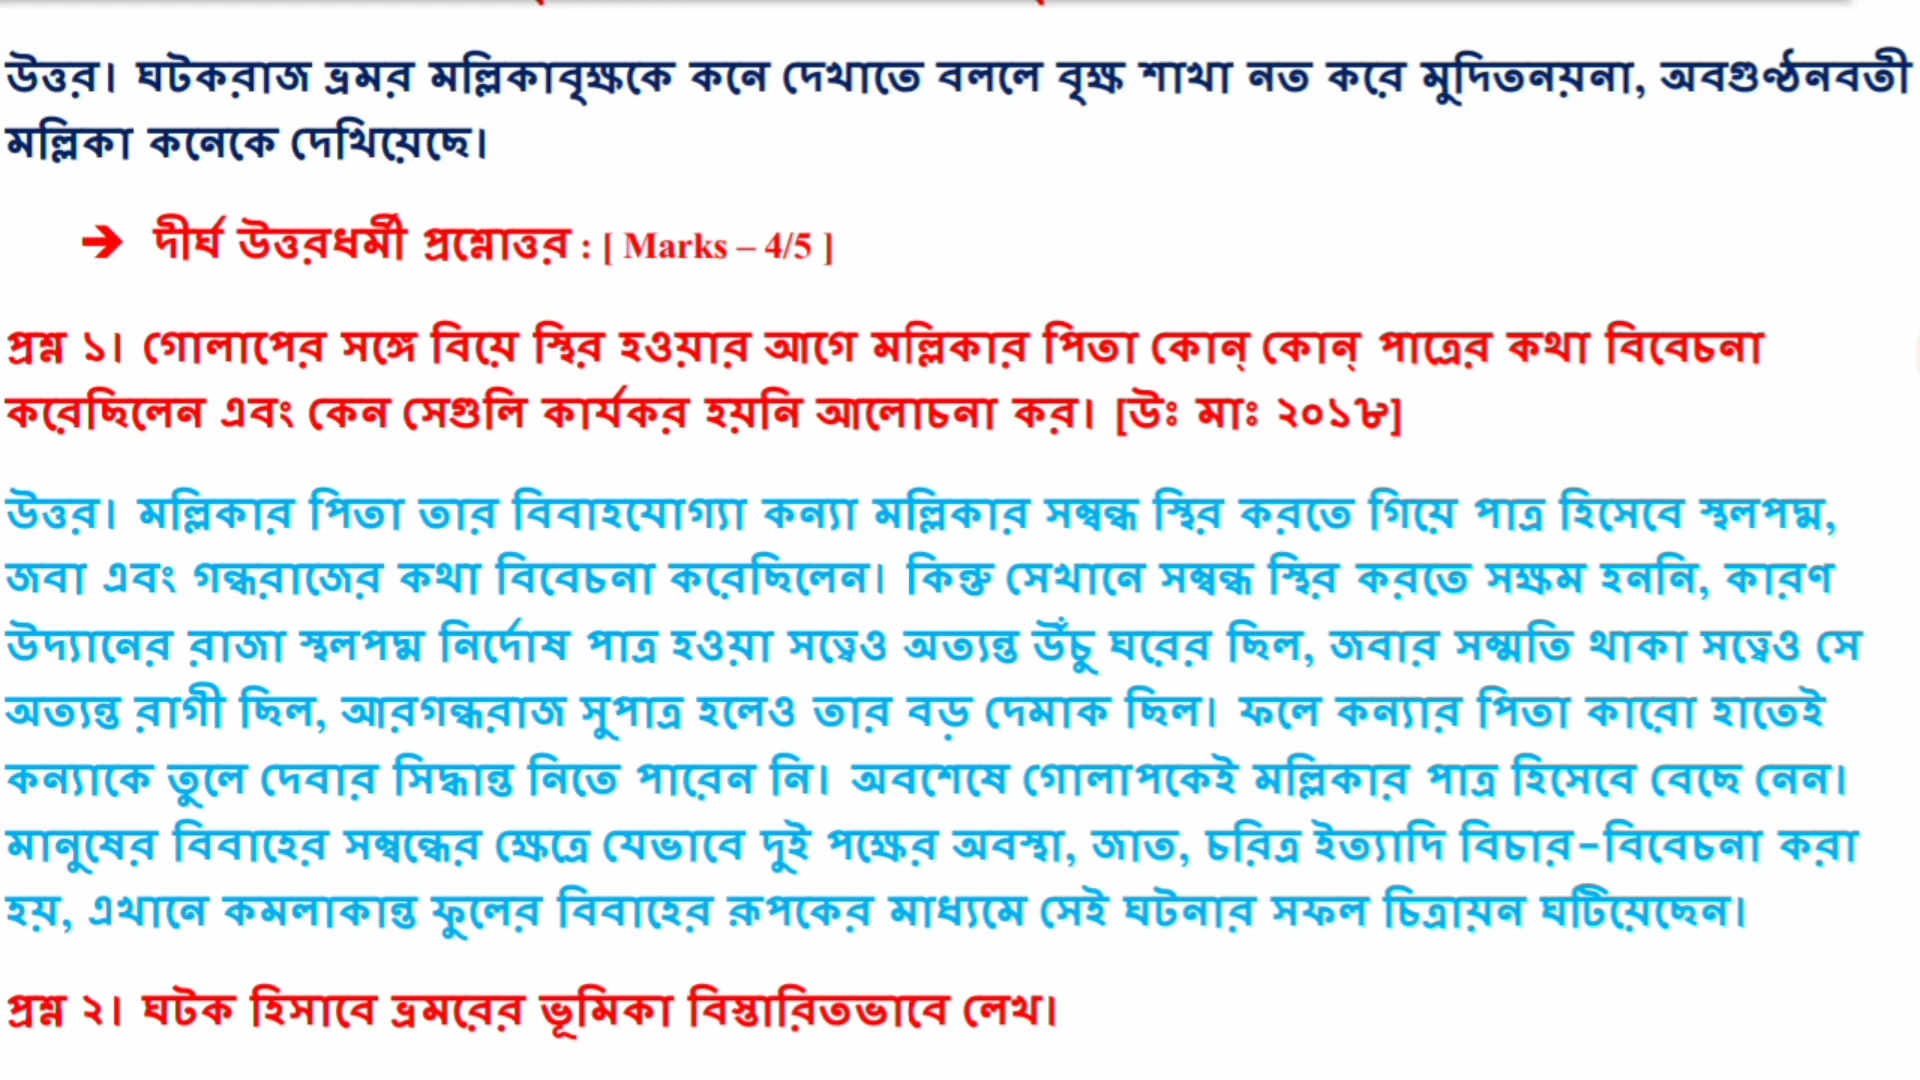 উত্তর। ঘটকরাজ ভ্রমর মল্লিকাবৃক্ষকে কনে দেখাতে বললে বৃক্ষ শাখা নত করে মুদিতনয়না, অবগুণ্ঠনবতী
মল্লিকা কনেকে দেখিয়েছে।
➔ দীর্ঘ উত্তরধর্মী প্রশ্নোত্তর : [ Marks – 4/5 ]
প্রশ্ন ১। গোলাপের সঙ্গে বিয়ে স্থির হওয়ার আগে মল্লিকার পিতা কোন্ কোন্ পাত্রের কথা বিবেচনা
করেছিলেন এবং কেন সেগুলি কার্যকর হয়নি আলোচনা কর। [উঃ মাঃ ২০১৮]
উত্তর। মল্লিকার পিতা তার বিবাহযোগ্যা কন্যা মল্লিকার সম্বন্ধ স্থির করতে গিয়ে পাত্র হিসেবে স্থলপদ্ম,
জবা এবং গন্ধরাজের কথা বিবেচনা করেছিলেন। কিন্তু সেখানে সম্বন্ধ স্থির করতে সক্ষম হননি, কারণ
উদ্যানের রাজা স্থলপদ্ম নির্দোষ পাত্র হওয়া সত্ত্বেও অত্যন্ত উঁচু ঘরের ছিল, জবার সম্মতি থাকা সত্ত্বেও সে
অত্যন্ত রাগী ছিল, আরগন্ধরাজ সুপাত্র হলেও তার বড় দেমাক ছিল। ফলে কন্যার পিতা কারো হাতেই
কন্যাকে তুলে দেবার সিদ্ধান্ত নিতে পারেন নি। অবশেষে গোলাপকেই মল্লিকার পাত্র হিসেবে বেছে নেন।
মানুষের বিবাহের সম্বন্ধের ক্ষেত্রে যেভাবে দুই পক্ষের অবস্থা, জাত, চরিত্র ইত্যাদি বিচার-বিবেচনা করা
হয়, এখানে কমলাকান্ত ফুলের বিবাহের রূপকের মাধ্যমে সেই ঘটনার সফল চিত্রায়ন ঘটিয়েছেন।
প্রশ্ন ২। ঘটক হিসাবে ভ্রমরের ভূমিকা বিস্তারিতভাবে লেখ।